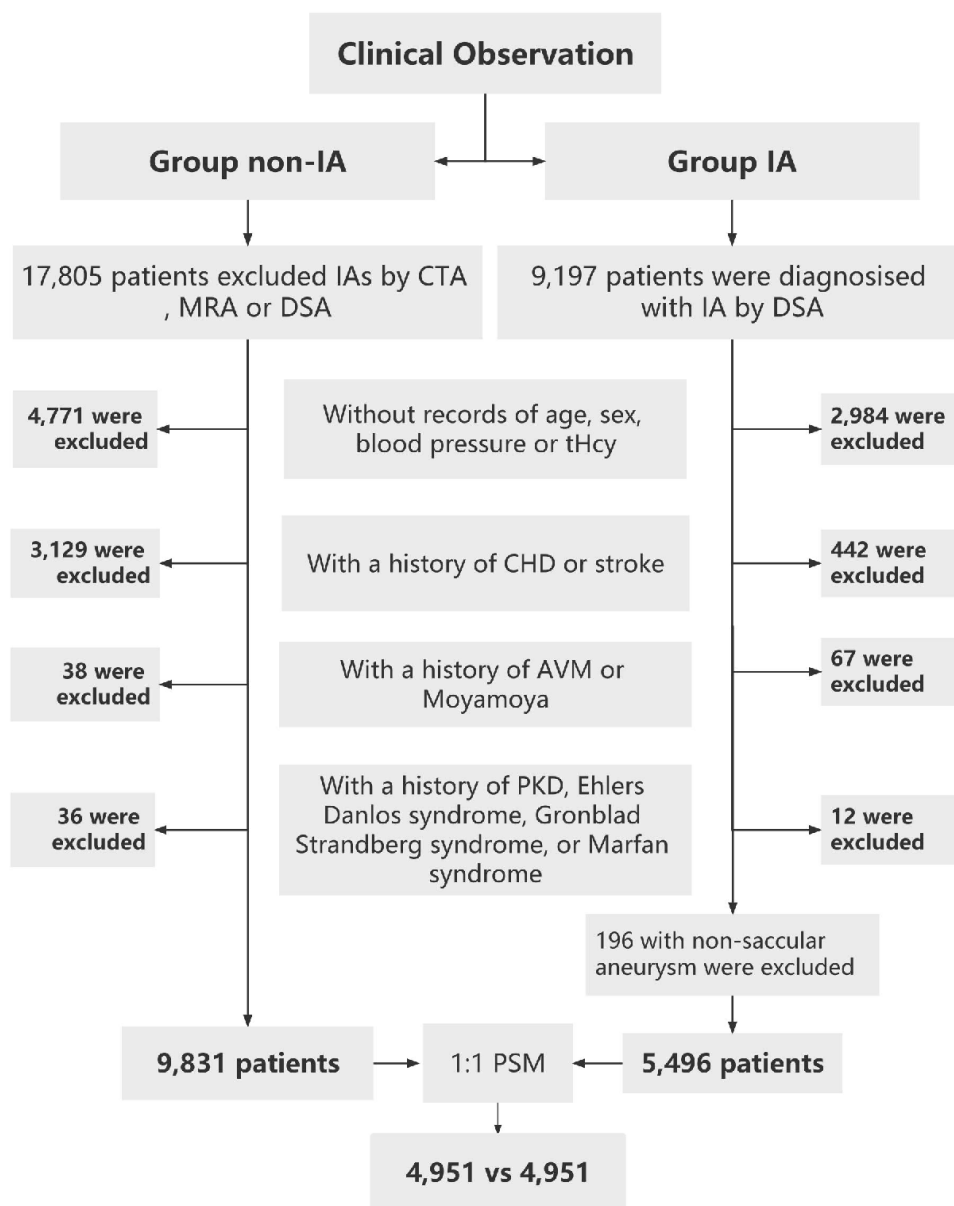 Clinical Observation
Group non-IA
Group IA
17,805 patients excluded IAs by CTA
, MRA or DSA
9,197 patients were diagnosised
with IA by DSA
4,771 were
excluded
Without records of age, sex,
blood pressure or tHcy
2,984 were
excluded
3,129 were
excluded
With a history of CHD or stroke
442 were
excluded
38 were
excluded
With a history of AVM or
Moyamoya
67 were
excluded
36 were
excluded
With a history of PKD, Ehlers
Danlos syndrome, Gronblad
Strandberg syndrome, or Marfan
syndrome
12 were
excluded
196 with non-saccular
aneurysm were excluded
9,831 patients
1:1 PSM
5,496 patients
4,951 vs 4,951